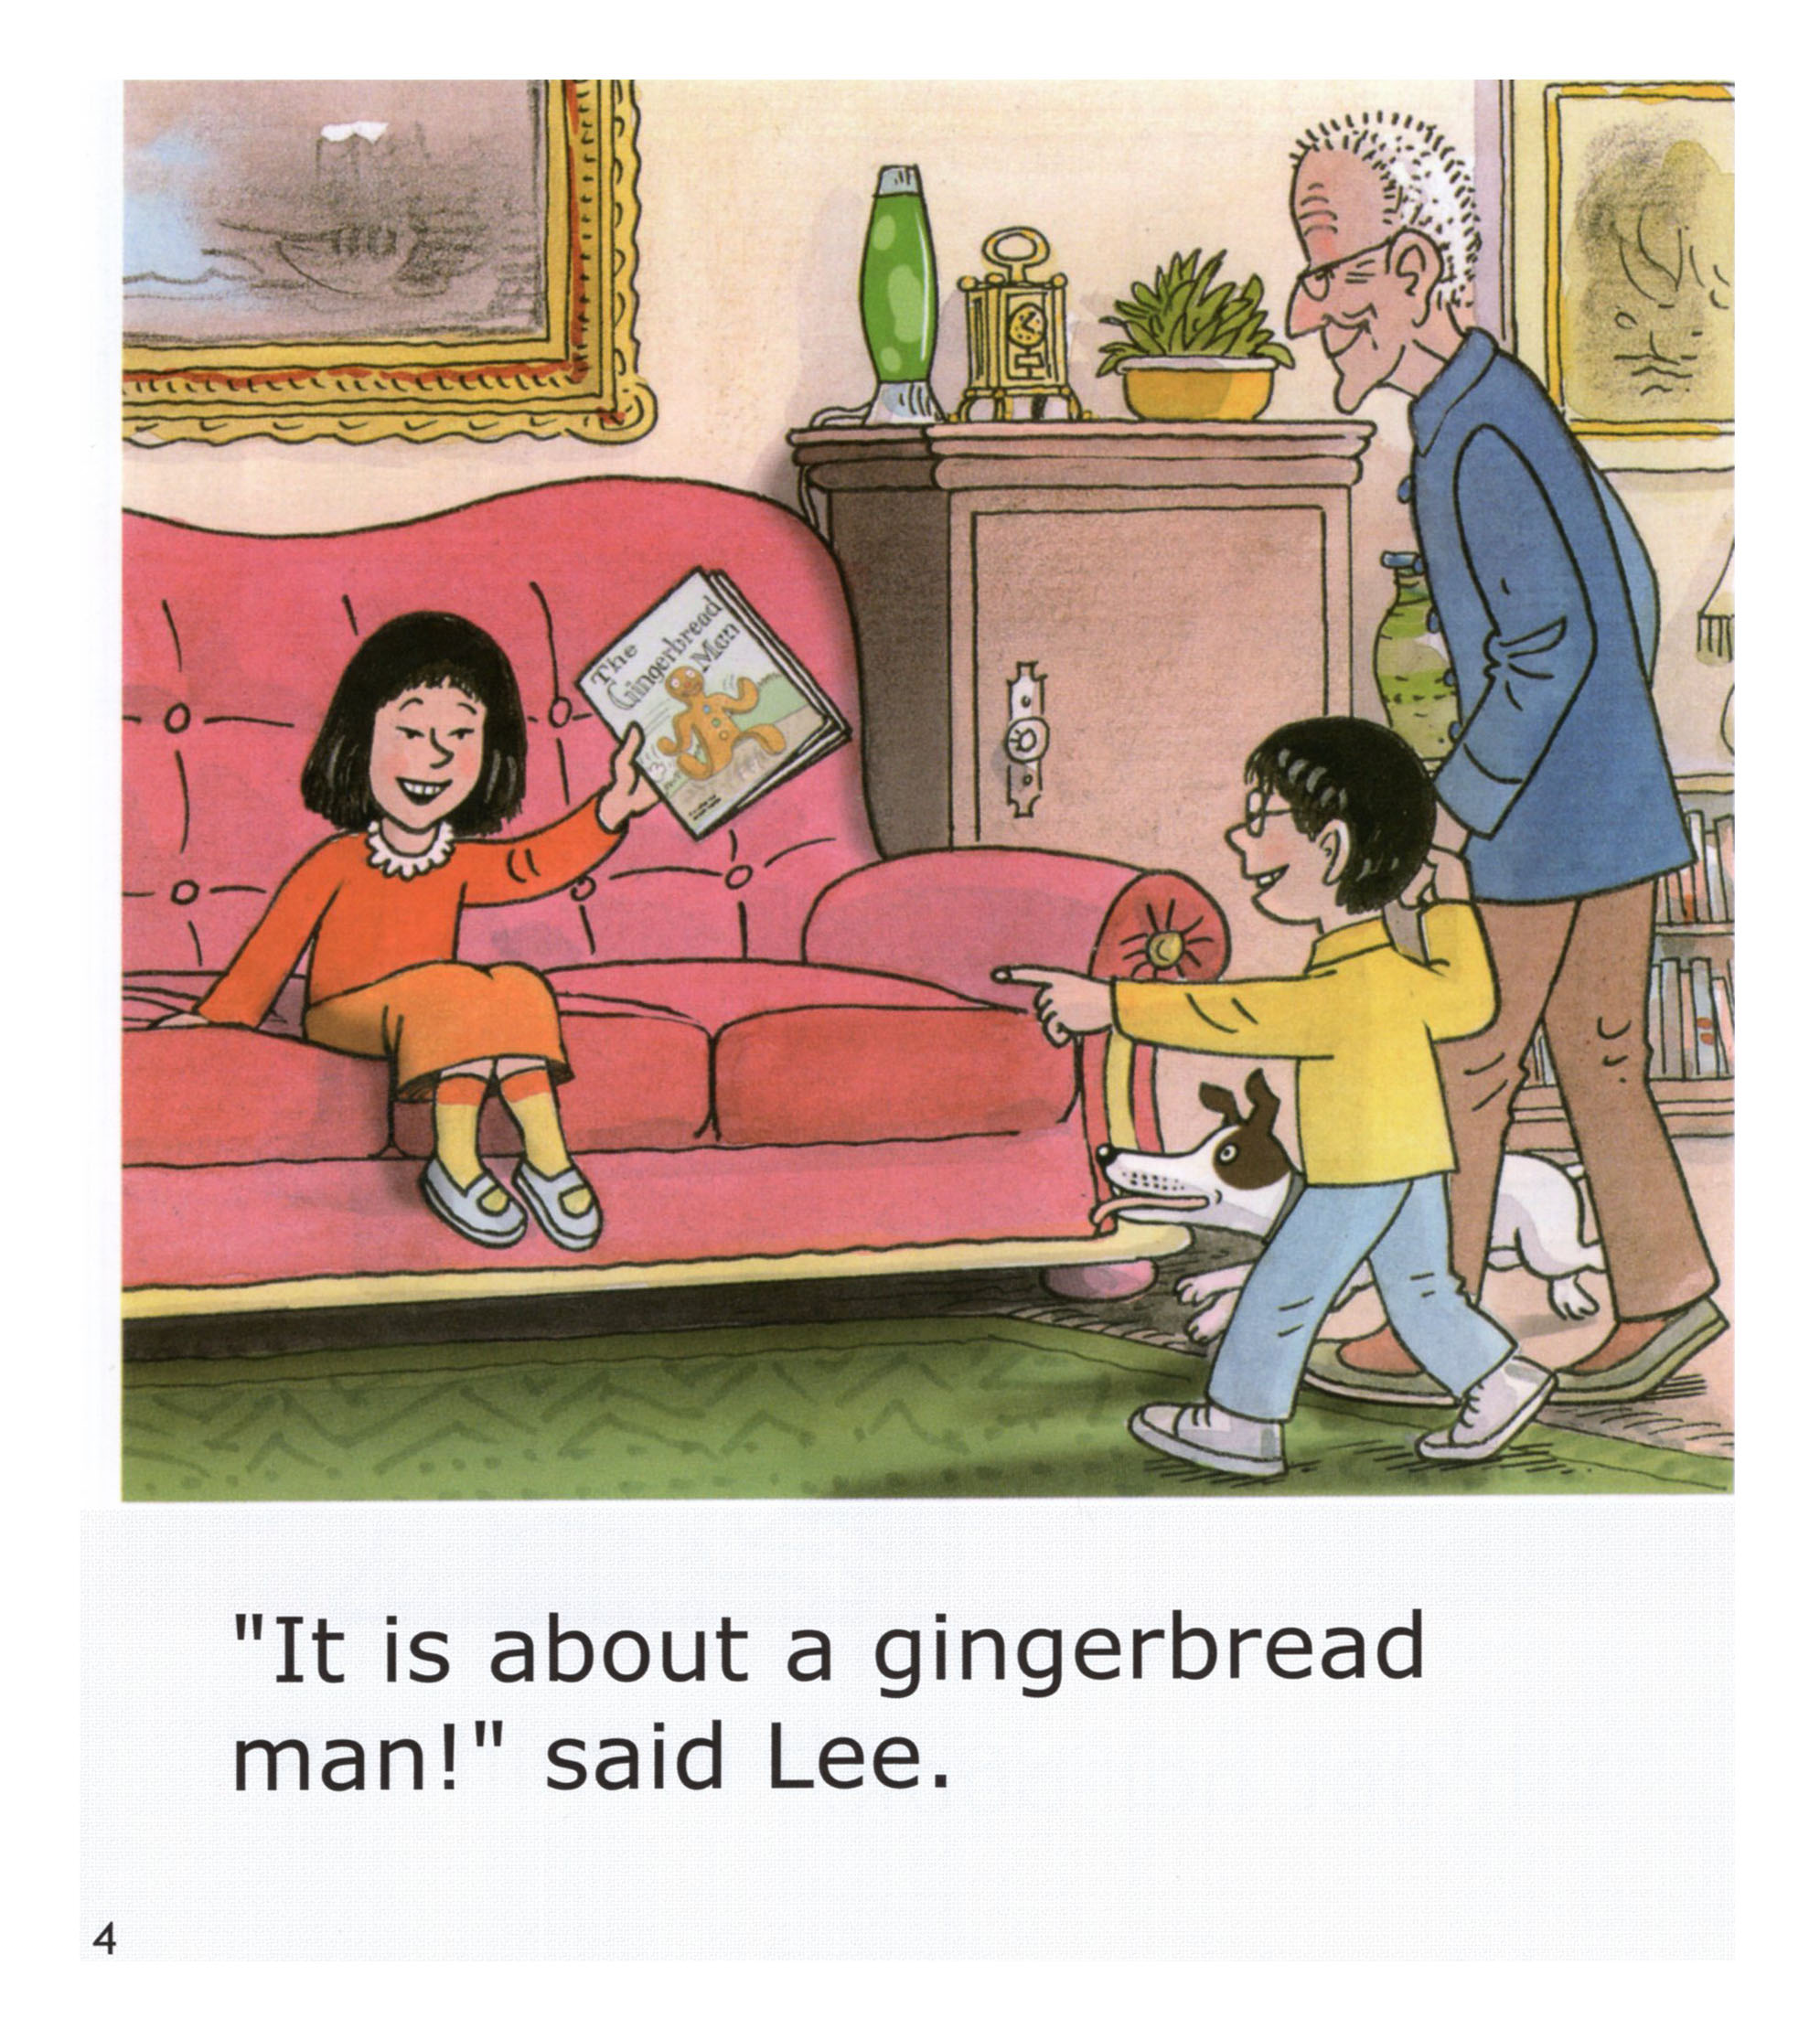 The
Gingerbread
Man
"It is about a gingerbread
man!" said Lee.
4